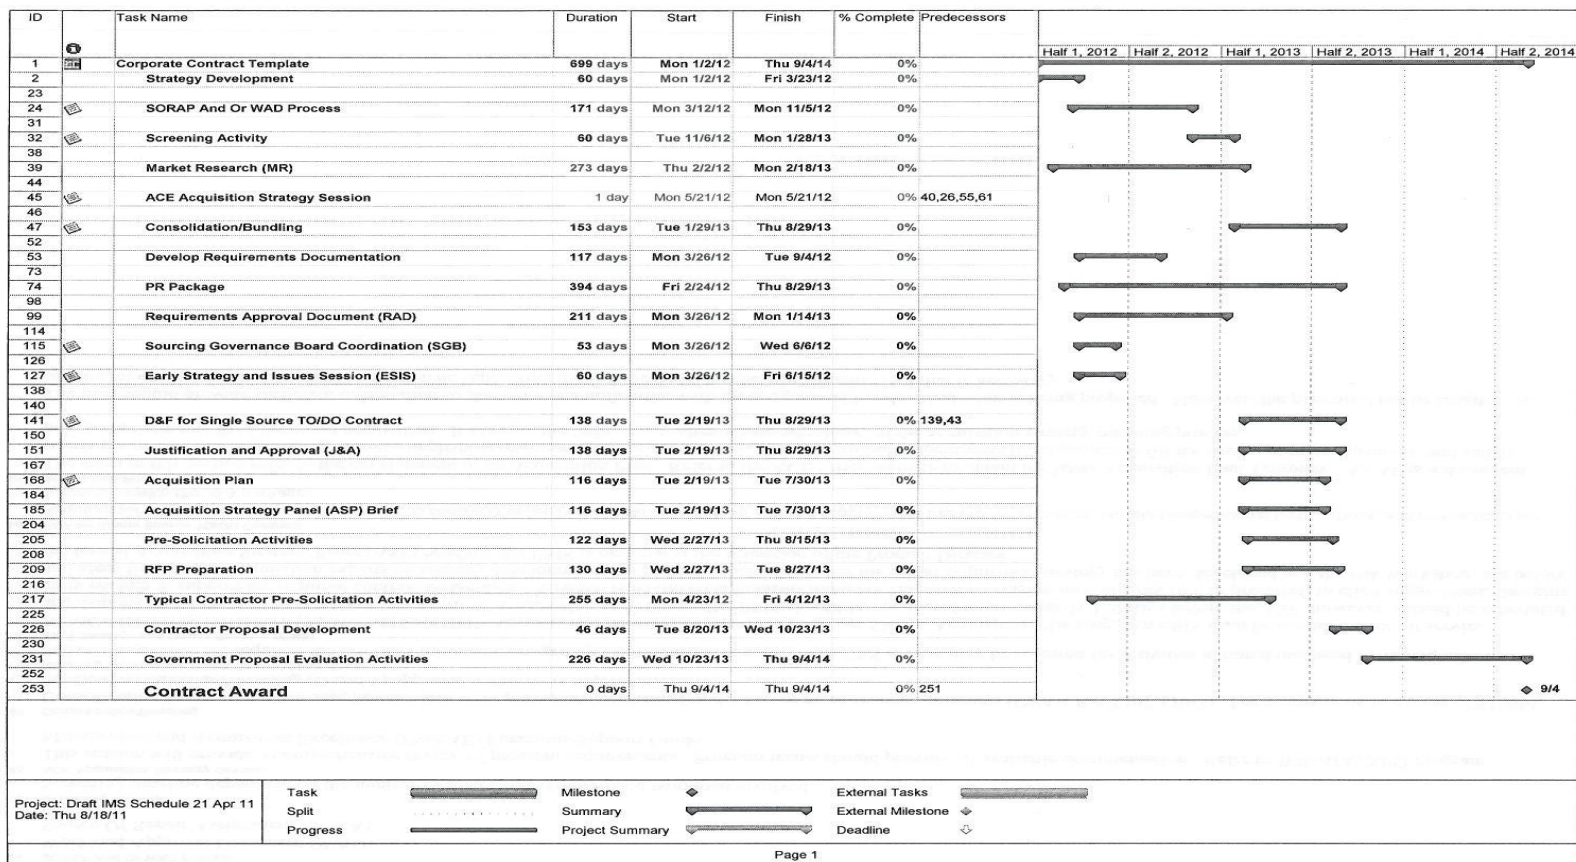 ID Task Name Duration Start Finish % Complete Predecessors
Half 1, 2012 Half 2, 2012 Half 1, 2013 Half 2, 2013 Half 1, 2014 Half 2, 2014
1 Corporate Contract Template 699 days Mon 1/2/12 Thu 9/4/14 0%
2 Strategy Development 60 days Mon 1/2/12 Fri 3/23/12 0%
23
24 SORAP And Or WAD Process 171 days Mon 3/12/12 Mon 11/5/12 0%
31
32 Screening Activity 60 days Tue 11/6/12 Mon 1/28/13 0%
38
39 Market Research (MR) 273 days Thu 2/2/12 Mon 2/18/13 0%
44
45 ACE Acquisition Strategy Session 1 day Mon 5/21/12 Mon 5/21/12 0% 40,26,55,61
46
47 Consolidation/Bundling 153 days Tue 1/29/13 Thu 8/29/13 0%
52
53 Develop Requirements Documentation 117 days Mon 3/26/12 Tue 9/4/12 0%
73
74 PR Package 394 days Fri 2/24/12 Thu 8/29/13 0%
98
99 Requirements Approval Document (RAD) 211 days Mon 3/26/12 Mon 1/14/13 0%
114
115 Sourcing Governance Board Coordination (SGB) 53 days Mon 3/26/12 Wed 6/6/12 0%
126
127 Early Strategy and Issues Session (ESIS) 60 days Mon 3/26/12 Fri 6/15/12 0%
138
140
141 D&F for Single Source TO/DO Contract 138 days Tue 2/19/13 Thu 8/29/13 0% 139,43
150
151 Justification and Approval (J&A) 138 days Tue 2/19/13 Thu 8/29/13 0%
167
168 Acquisition Plan 116 days Tue 2/19/13 Tue 7/30/13 0%
184
185 Acquisition Strategy Panel (ASP) Brief 116 days Tue 2/19/13 Tue 7/30/13 0%
204
205 Pre-Solicitation Activities 122 days Wed 2/27/13 Thu 8/15/13 0%
208
209 RFP Preparation 130 days Wed 2/27/13 Tue 8/27/13 0%
216
217 Typical Contractor Pre-Solicitation Activities 255 days Mon 4/23/12 Fri 4/12/13 0%
225
226 Contractor Proposal Development 46 days Tue 8/20/13 Wed 10/23/13 0%
230
231 Government Proposal Evaluation Activities 226 days Wed 10/23/13 Thu 9/4/14 0%
252
253 Contract Award 0 days Thu 9/4/14 Thu 9/4/14 0% 251 9/4
Project: Draft IMS Schedule 21 Apr 11
Date: Thu 8/18/11
Task Milestone External Tasks
Split Summary External Milestone
Progress Project Summary Deadline
Page 1